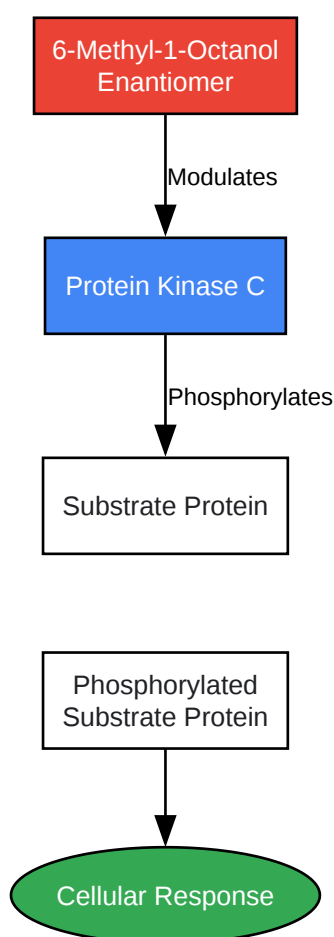 6-Methyl-1-Octanol
Enantiomer
Modulates
Protein Kinase C
Phosphorylates
Substrate Protein
Phosphorylated
Substrate Protein
Cellular Response